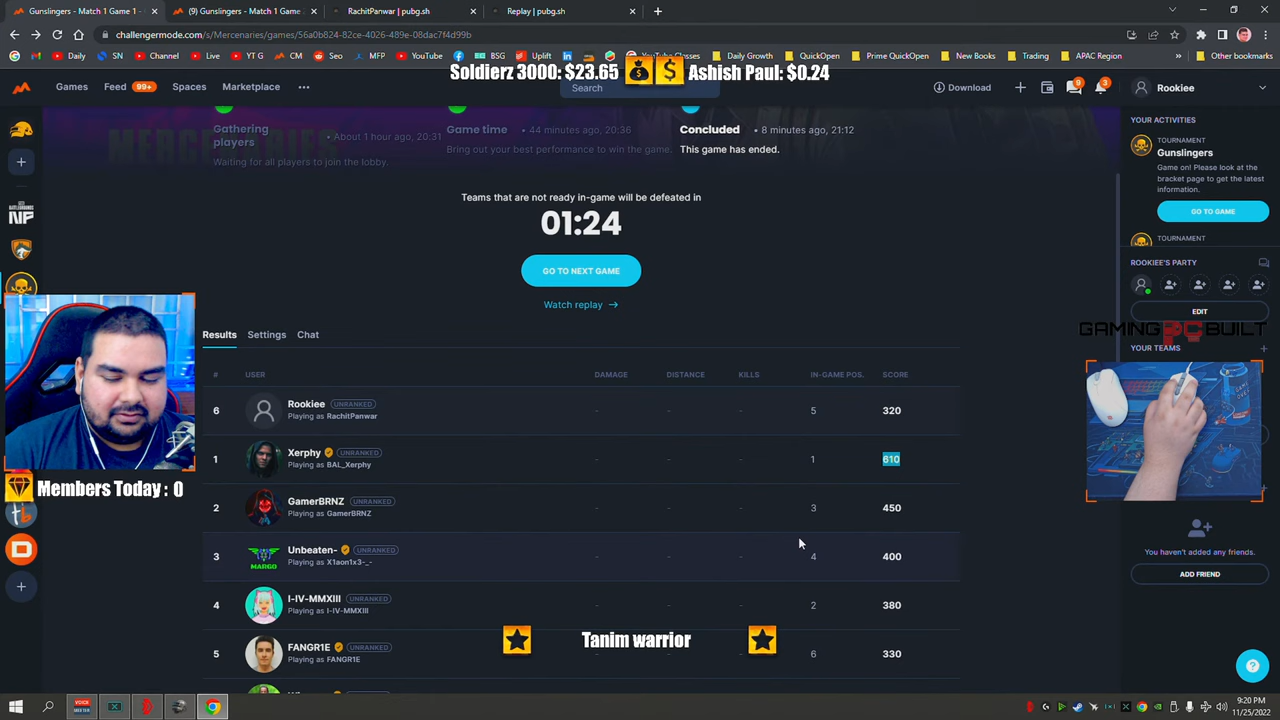 Gunslingers - Match 1 Game 1 -
(9) Gunslingers - Match 1 Game
RachitPanwar | pubg.sh
Replay | pubg.sh
challengermode.com/s/Mercenaries/games/56a0b824-82ce-4026-489e-08dac7f4d99b
Daily
YT SH
Channel
Live
YT G
CM
SEO
MFP
YouTube
BSG
Uplift
YouTube Classes
Daily Growth
QuickOpen
Prime QuickOpen
New Books
Trading
APAC Region
Other bookmarks
Soldierz 3000: $23.65
Ashish Paul: $0.24
Games
Feed
99+
Spaces
Marketplace
Search
Download
9
3
Rookiee
Gathering
players
• About 1 hour ago, 20:31
Waiting for all players to join the lobby.
Game time
• 44 minutes ago, 20:36
Bring out your best performance to win the game.
Concluded
• 8 minutes ago, 21:12
This game has ended.
MERCENARIES
Teams that are not ready in-game will be defeated in
01:24
GO TO NEXT GAME
Watch replay
YOUR ACTIVITIES
TOURNAMENT
Gunslingers
Game on! Please look at the
bracket page to get the latest
information.
GO TO GAME
TOURNAMENT
ROOKIEE'S PARTY
EDIT
GAMINGPCBUILT
YOUR TEAMS
You haven't added any friends.
ADD FRIEND
Results
Settings
Chat
# USER DAMAGE DISTANCE KILLS IN-GAME POS. SCORE
6 Rookiee UNRANKED - - - 5 320
Playing as RachitPanwar
1 Xerphy UNRANKED - - - 1 610
Playing as BAL_Xerphy
2 GamerBRNZ UNRANKED - - - 3 450
Playing as GamerBRNZ
3 Unbeaten- UNRANKED - - - 4 400
Playing as X1aon1x3-_-
MARGO
4 I-IV-MMXIII UNRANKED - - - 2 380
Playing as I-IV-MMXIII
5 FANGR1E UNRANKED - - - 6 330
Playing as FANGR1E
Members Today : 0
Tanim warrior
VOICE
MEETER
9:20 PM
11/25/2022